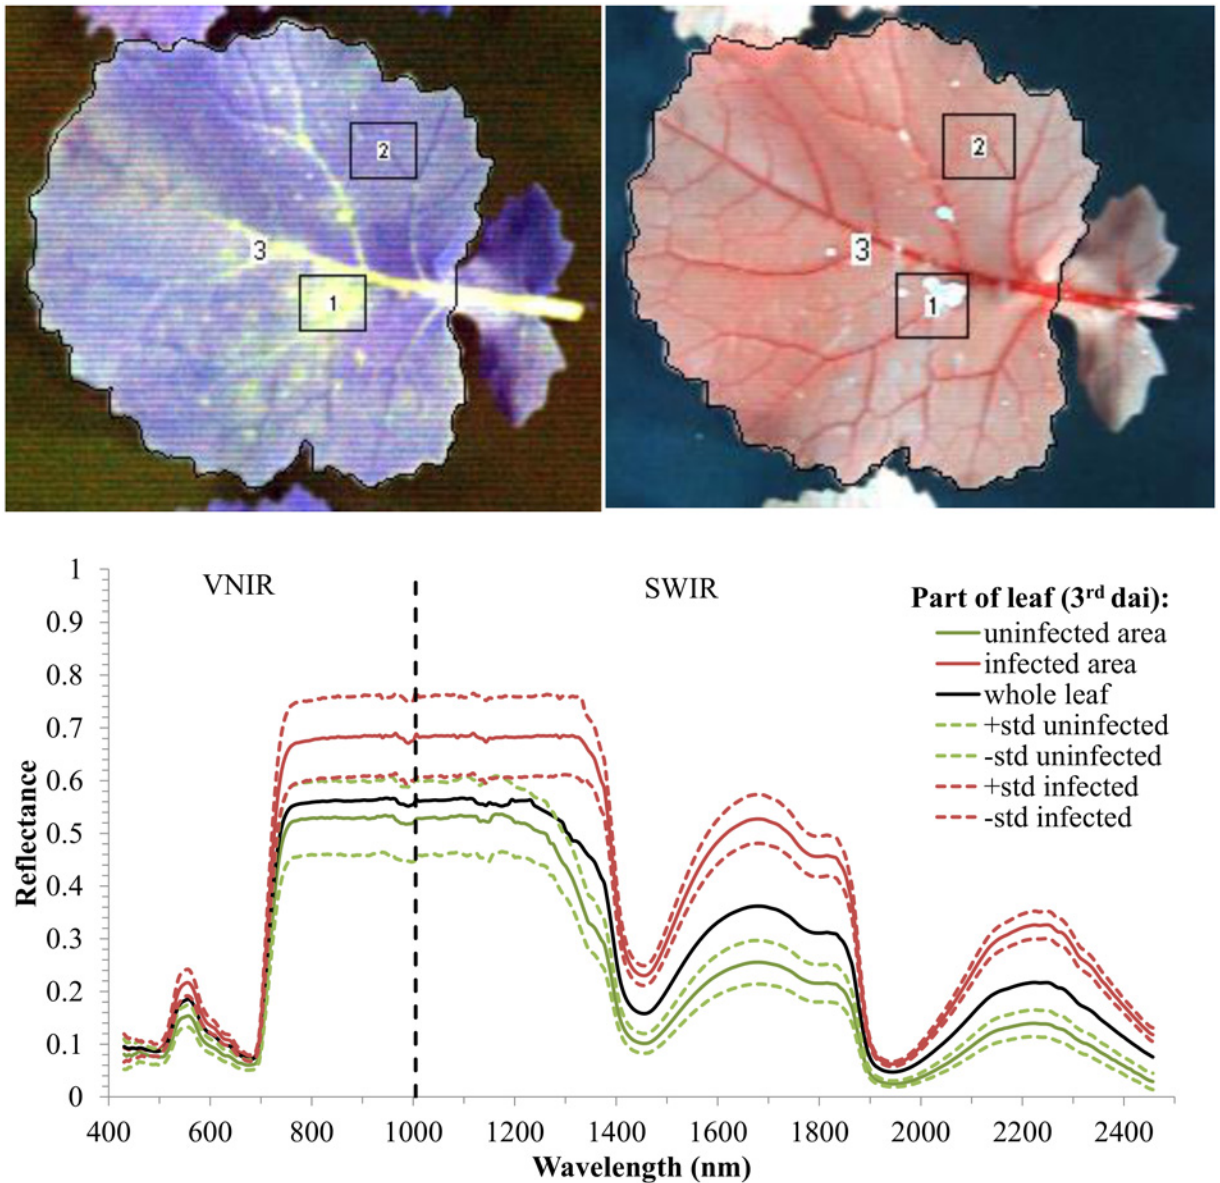 2
3
1
2
3
1
VNIR
SWIR
Part of leaf (3rd dai):
uninfected area
infected area
whole leaf
+std uninfected
-std uninfected
+std infected
-std infected
Reflectance
1
0.9
0.8
0.7
0.6
0.5
0.4
0.3
0.2
0.1
0
400 600 800 1000 1200 1400 1600 1800 2000 2200 2400
Wavelength (nm)